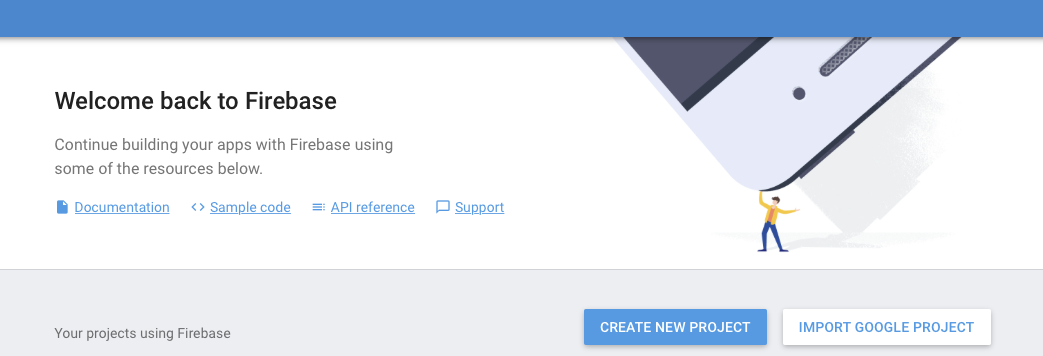 Welcome back to Firebase
Continue building your apps with Firebase using
some of the resources below.
Documentation Sample code API reference Support
Your projects using Firebase CREATE NEW PROJECT IMPORT GOOGLE PROJECT